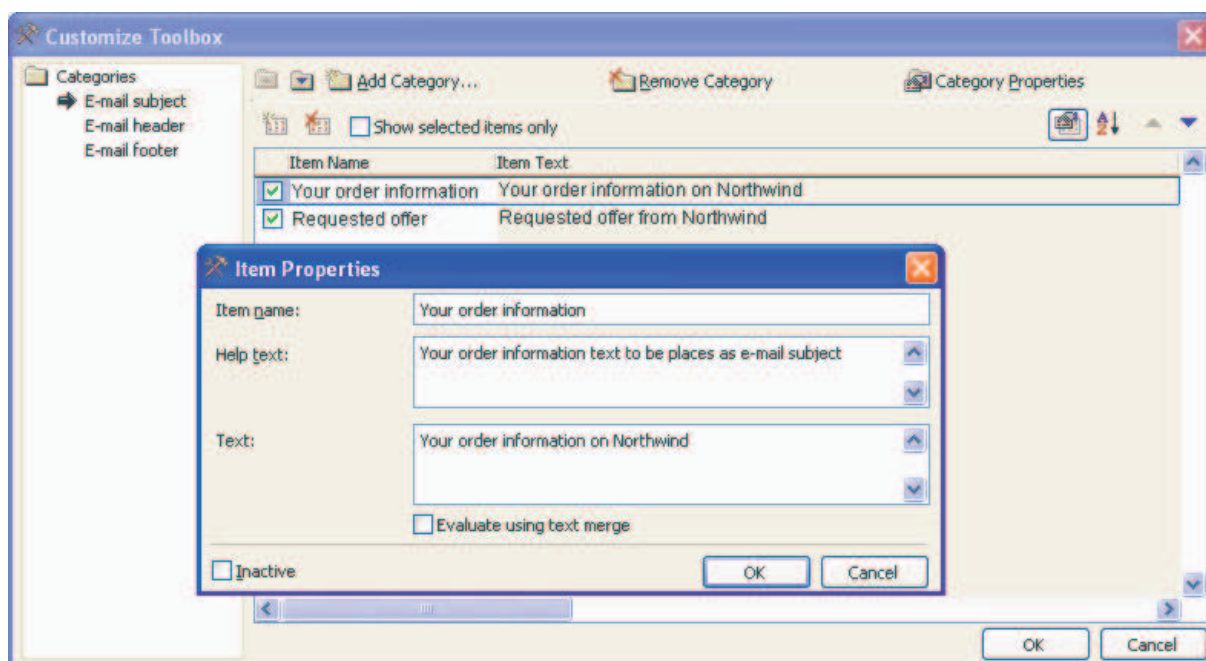 Customize Toolbox
Categories
E-mail subject
E-mail header
E-mail footer
Add Category...
Remove Category
Category Properties
Show selected items only
Item Name
Item Text
Your order information
Your order information on Northwind
Requested offer
Requested offer from Northwind
Item Properties
Item name:
Your order information
Help text:
Your order information text to be places as e-mail subject
Text:
Your order information on Northwind
Evaluate using text merge
Inactive
OK
Cancel
OK
Cancel